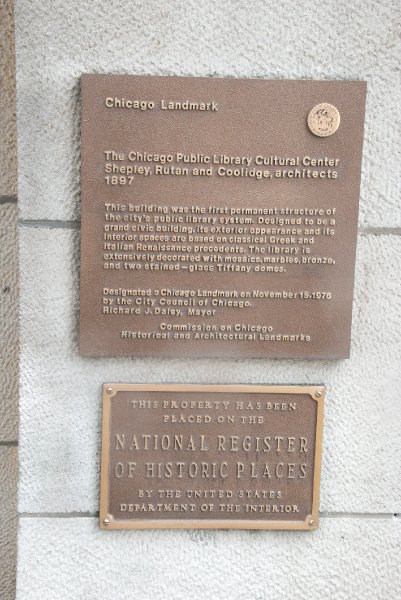 Chicago Landmark
The Chicago Public Library Cultural Center
Shepley, Rutan and Coolidge, architects
1897
This building was the first permanent structure of
the city's public library system. Designed to be a
grand civic building, its exterior appearance and its
interior spaces are based on classical Greek and
Italian Renaissance precedents. The library is
extensively decorated with mosaics, marbles, bronze,
and two stained-glass Tiffany domes.
Designated a Chicago Landmark on November 15, 1976
by the City Council of Chicago.
Richard J. Daley, Mayor
Commission on Chicago
Historical and Architectural Landmarks
THIS PROPERTY HAS BEEN
PLACED ON THE
NATIONAL REGISTER
OF HISTORIC PLACES
BY THE UNITED STATES
DEPARTMENT OF THE INTERIOR